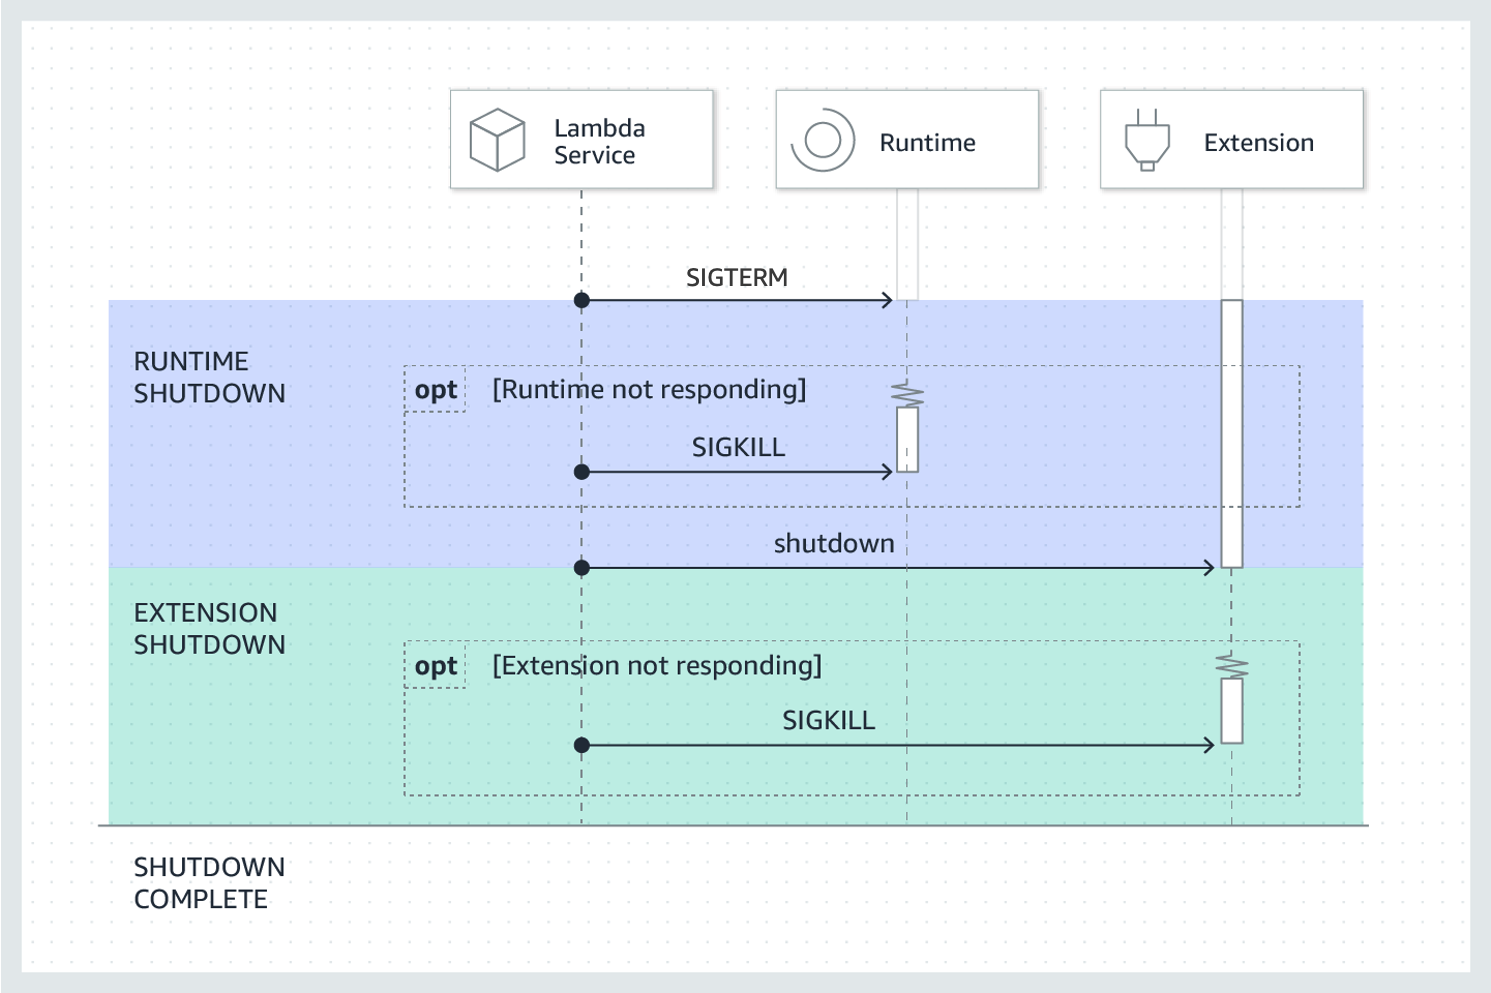 Lambda
Service
Runtime
Extension
SIGTERM
RUNTIME
SHUTDOWN
opt [Runtime not responding]
SIGKILL
shutdown
EXTENSION
SHUTDOWN
opt [Extension not responding]
SIGKILL
SHUTDOWN
COMPLETE